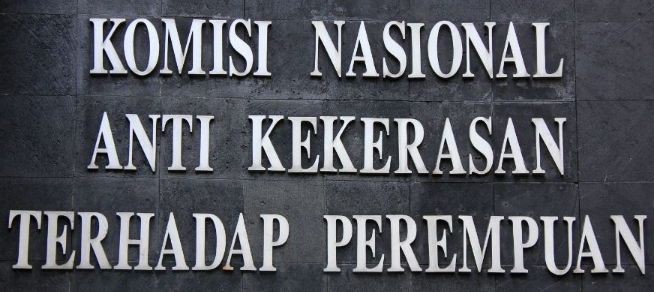 KOMISI NASIONAL
ANTI KEKERASAN
TERHADAP PEREMPUAN